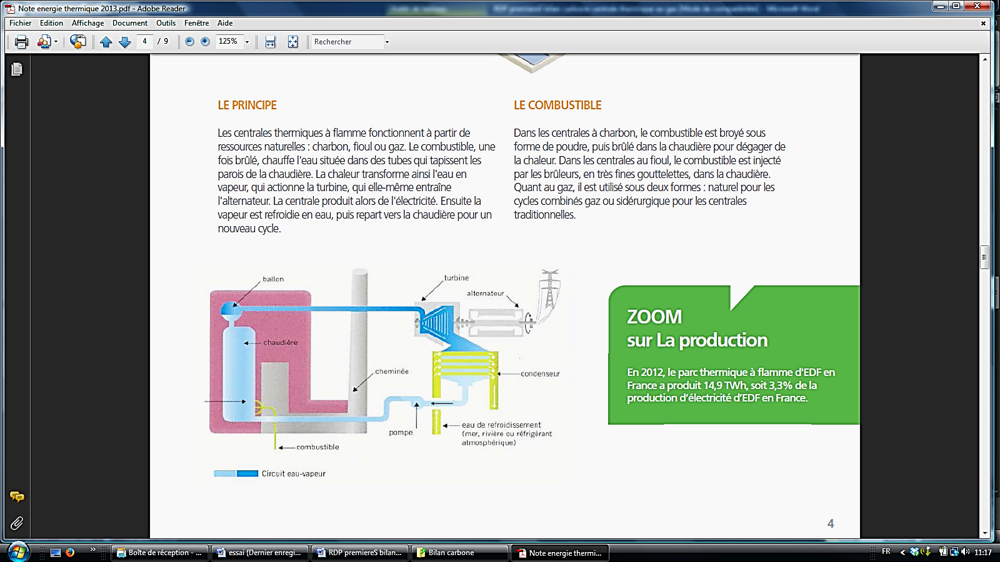 Note energie thermique 2013.pdf - Adobe Reader
Fichier Edition Affichage Document Outils Fenêtre Aide
4 / 9 125% Rechercher
LE PRINCIPE
Les centrales thermiques à flamme fonctionnent à partir de
ressources naturelles : charbon, fioul ou gaz. Le combustible, une
fois brûlé, chauffe l'eau située dans des tubes qui tapissent les
parois de la chaudière. La chaleur transforme ainsi l'eau en
vapeur, qui actionne la turbine, qui elle-même entraîne
l'alternateur. La centrale produit alors de l'électricité. Ensuite la
vapeur est refroidie en eau, puis repart vers la chaudière pour un
nouveau cycle.
LE COMBUSTIBLE
Dans les centrales à charbon, le combustible est broyé sous
forme de poudre, puis brûlé dans la chaudière pour dégager de
la chaleur. Dans les centrales au fioul, le combustible est injecté
par les brûleurs, en très fines gouttelettes, dans la chaudière.
Quant au gaz, il est utilisé sous deux formes : naturel pour les
cycles combinés gaz ou sidérurgique pour les centrales
traditionnelles.
ballon
turbine
alternateur
chaudière
cheminée
condenseur
pompe
eau de refroidissement
(mer, rivière ou réfrigérant
atmosphérique)
combustible
Circuit eau-vapeur
ZOOM
sur La production
En 2012, le parc thermique à flamme d'EDF en
France a produit 14,9 TWh, soit 3,3% de la
production d'électricité d'EDF en France.
4
Boîte de réception - ...
essai (Dernier enregi...
RDP premiereS bilan...
Bilan carbone
Note energie thermi...
FR
11:17